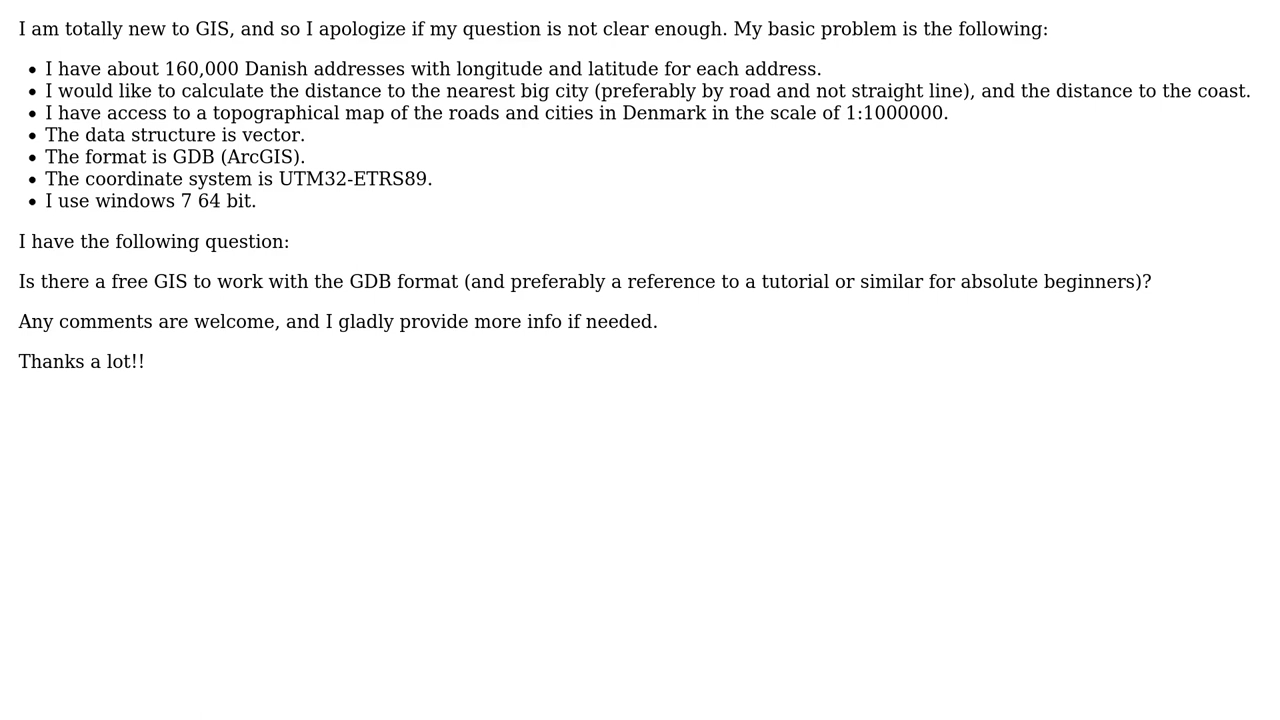 I am totally new to GIS, and so I apologize if my question is not clear enough. My basic problem is the following:
• I have about 160,000 Danish addresses with longitude and latitude for each address.
• I would like to calculate the distance to the nearest big city (preferably by road and not straight line), and the distance to the coast.
• I have access to a topographical map of the roads and cities in Denmark in the scale of 1:1000000.
• The data structure is vector.
• The format is GDB (ArcGIS).
• The coordinate system is UTM32-ETRS89.
• I use windows 7 64 bit.
I have the following question:
Is there a free GIS to work with the GDB format (and preferably a reference to a tutorial or similar for absolute beginners)?
Any comments are welcome, and I gladly provide more info if needed.
Thanks a lot!!